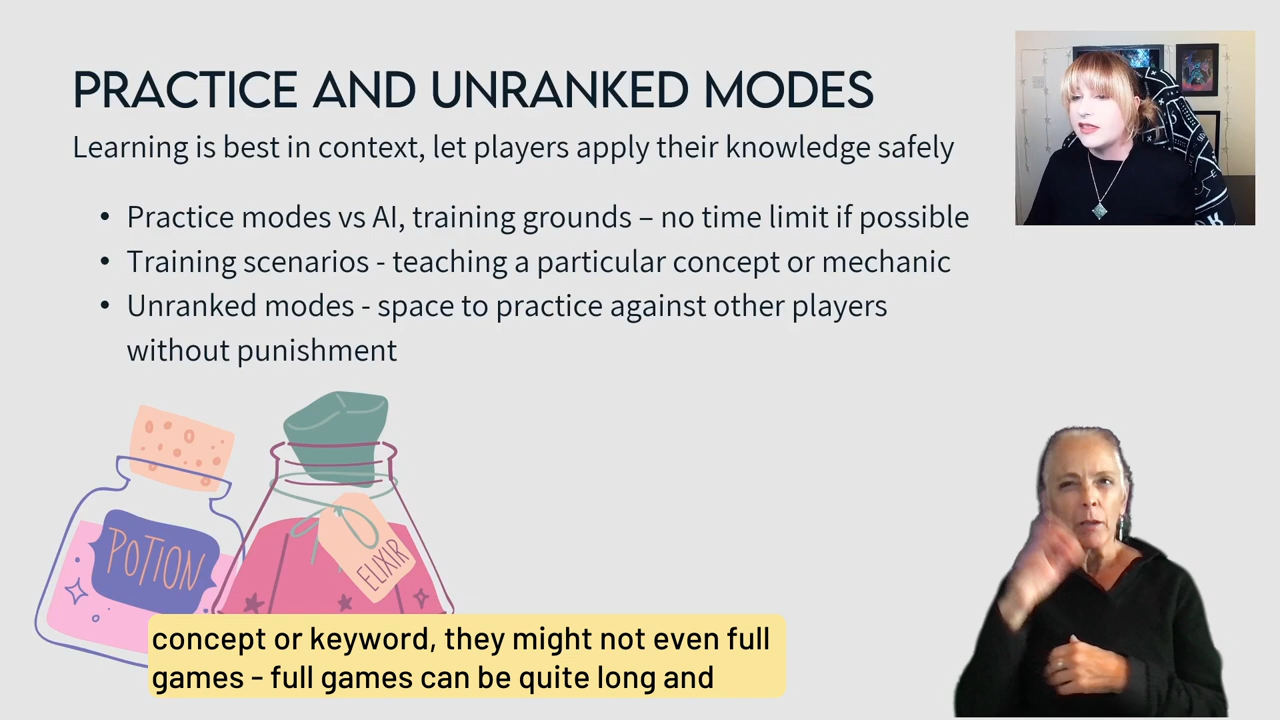 PRACTICE AND UNRANKED MODES
Learning is best in context, let players apply their knowledge safely
• Practice modes vs AI, training grounds – no time limit if possible
• Training scenarios - teaching a particular concept or mechanic
• Unranked modes - space to practice against other players
without punishment
POTION
ELIXIR
concept or keyword, they might not even full
games - full games can be quite long and